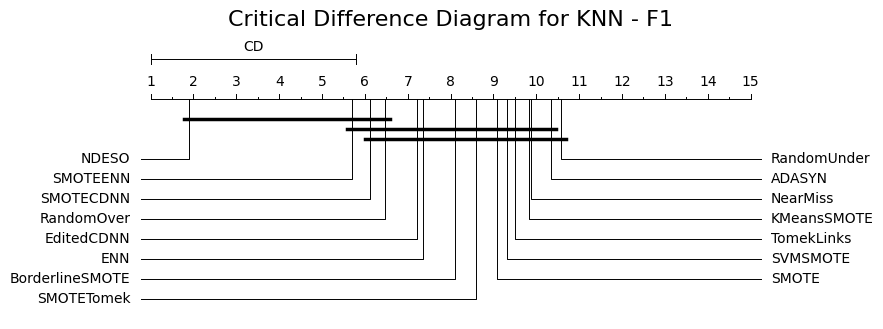 Critical Difference Diagram for KNN - F1
CD
1 2 3 4 5 6 7 8 9 10 11 12 13 14 15
NDESO RandomUnder
SMOTEENN ADASYN
SMOTECDNN NearMiss
RandomOver KMeansSMOTE
EditedCDNN TomekLinks
ENN SVMSMOTE
BorderlineSMOTE SMOTE
SMOTETomek